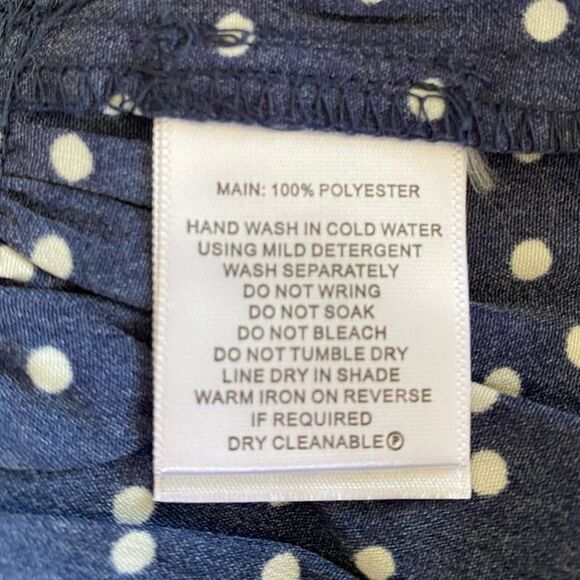 MAIN: 100% POLYESTER
HAND WASH IN COLD WATER
USING MILD DETERGENT
WASH SEPARATELY
DO NOT WRING
DO NOT SOAK
DO NOT BLEACH
DO NOT TUMBLE DRY
LINE DRY IN SHADE
WARM IRON ON REVERSE
IF REQUIRED
DRY CLEANABLE Ⓟ